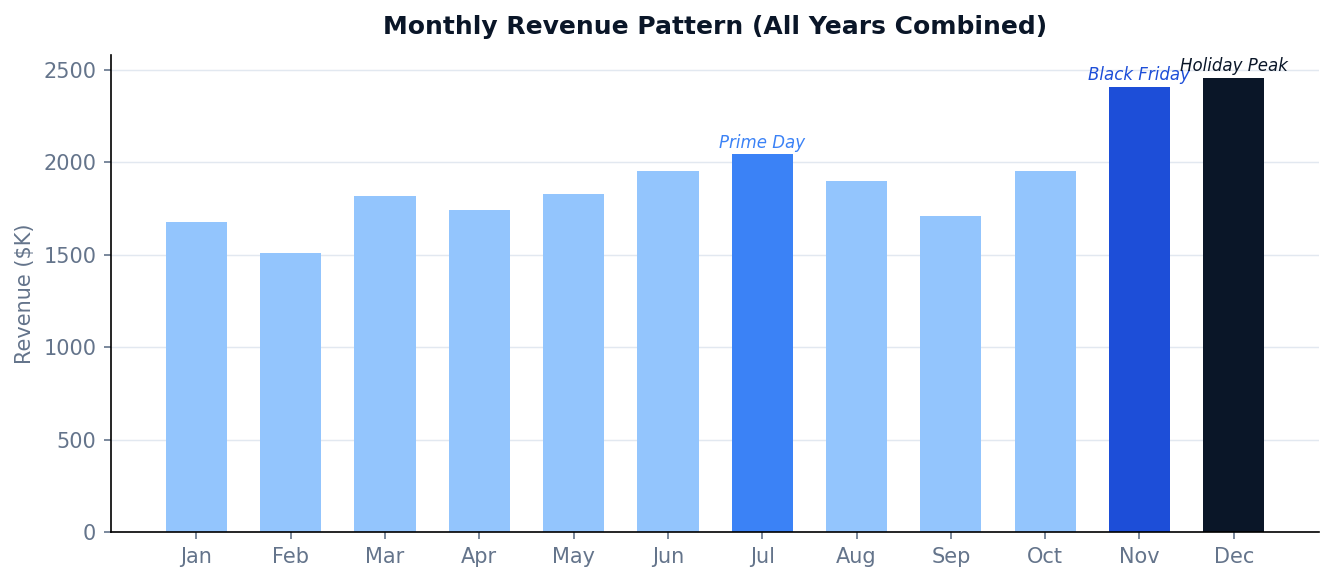 Monthly Revenue Pattern (All Years Combined)
Revenue ($K)
2500
2000
1500
1000
500
0
Black Friday
Holiday Peak
Prime Day
Jan Feb Mar Apr May Jun Jul Aug Sep Oct Nov Dec